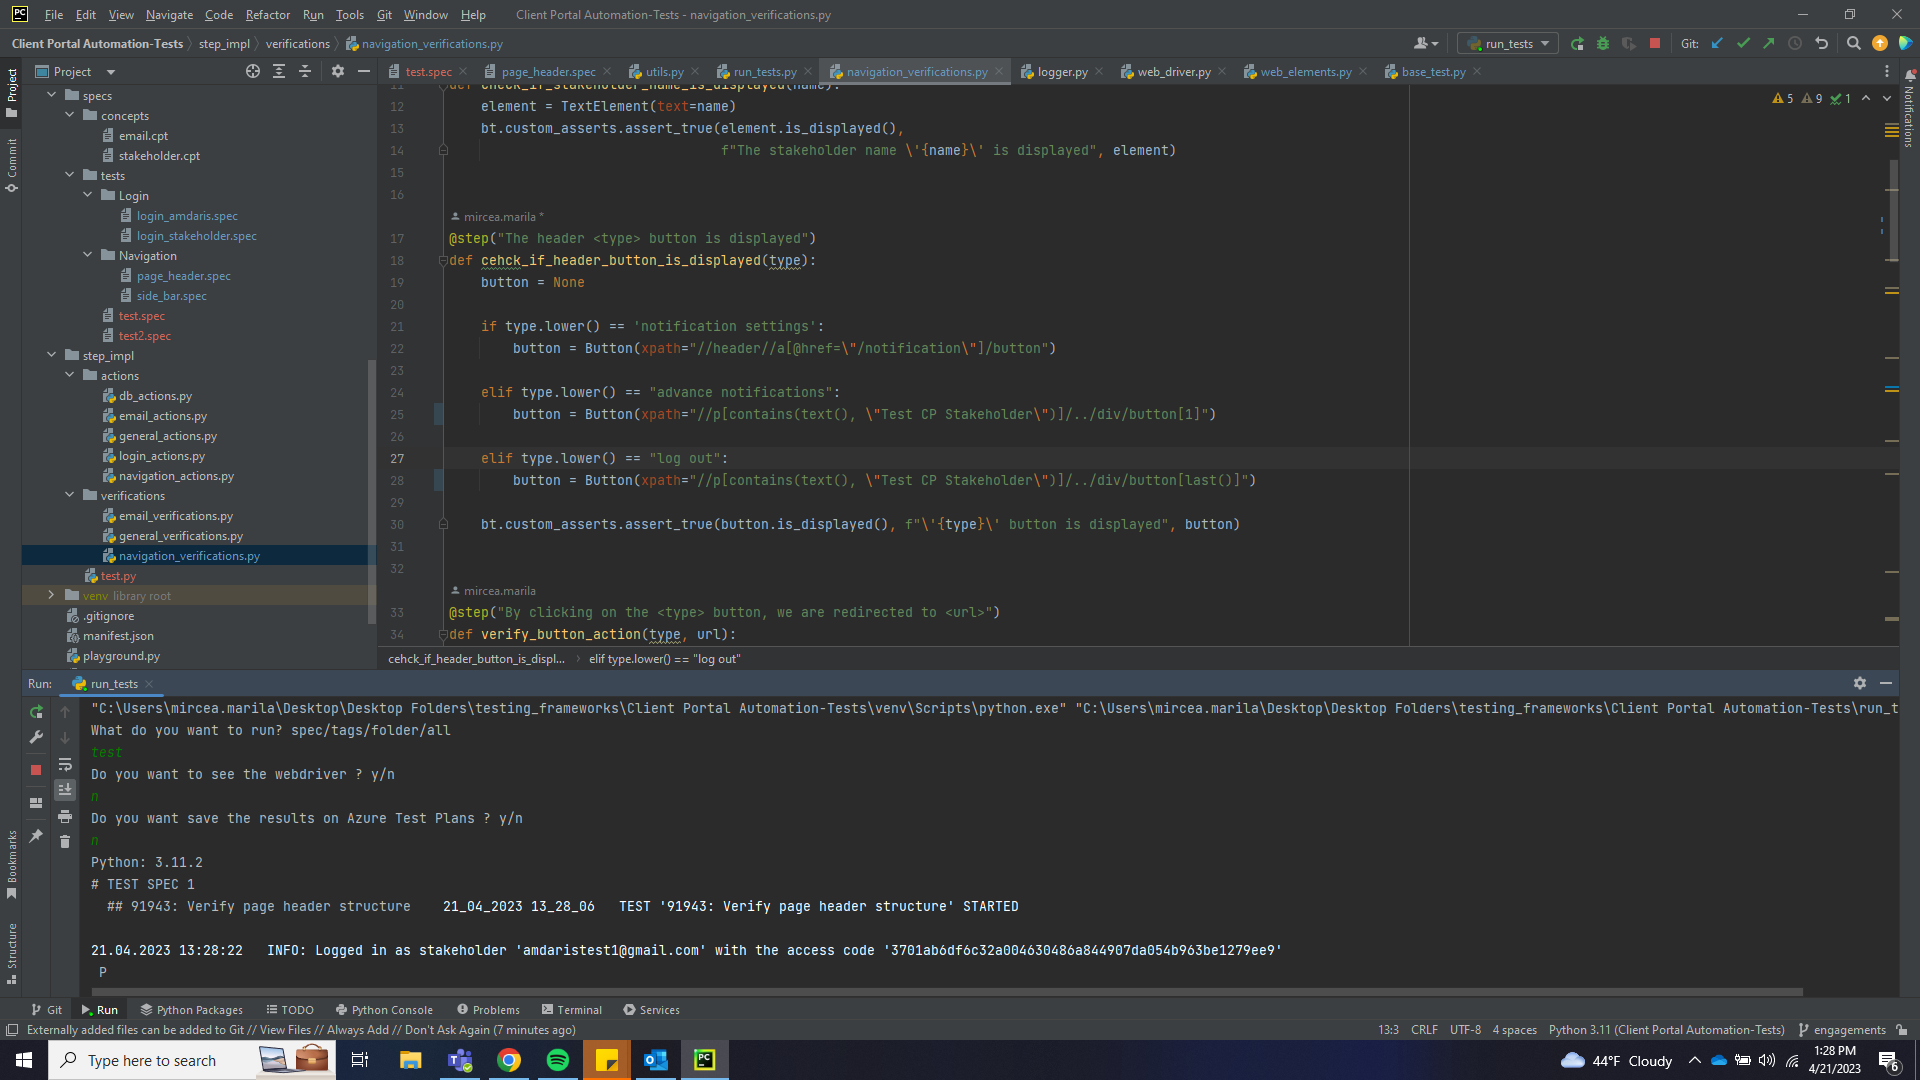 File Edit View Navigate Code Refactor Run Tools Git Window Help Client Portal Automation-Tests - navigation_verifications.py
Client Portal Automation-Tests step_impl verifications navigation_verifications.py run_tests Git:
Project
test.spec page_header.spec utils.py run_tests.py navigation_verifications.py logger.py web_driver.py web_elements.py base_test.py
Project
Commit
Bookmarks
Structure
Notifications
specs
concepts
email.cpt
stakeholder.cpt
tests
Login
login_amdaris.spec
login_stakeholder.spec
Navigation
page_header.spec
side_bar.spec
test.spec
test2.spec
step_impl
actions
db_actions.py
email_actions.py
general_actions.py
login_actions.py
navigation_actions.py
verifications
email_verifications.py
general_verifications.py
navigation_verifications.py
test.py
venv library root
.gitignore
manifest.json
playground.py
5 9 1
11 def check_if_stakeholder_name_is_displayed(name):
12 element = TextElement(text=name)
13 bt.custom_asserts.assert_true(element.is_displayed(),
14 f"The stakeholder name \'{name}\' is displayed", element)
15
16
mircea.marila *
17 @step("The header <type> button is displayed")
18 def cehck_if_header_button_is_displayed(type):
19 button = None
20
21 if type.lower() == 'notification settings':
22 button = Button(xpath="//header//a[@href=\"/notification\"]/button")
23
24 elif type.lower() == "advance notifications":
25 button = Button(xpath="//p[contains(text(), \"Test CP Stakeholder\")]/../div/button[1]")
26
27 elif type.lower() == "log out":
28 button = Button(xpath="//p[contains(text(), \"Test CP Stakeholder\")]/../div/button[last()]")
29
30 bt.custom_asserts.assert_true(button.is_displayed(), f"\'{type}\' button is displayed", button)
31
32
mircea.marila
33 @step("By clicking on the <type> button, we are redirected to <url>")
34 def verify_button_action(type, url):
cehck_if_header_button_is_displ... elif type.lower() == "log out"
Run: run_tests
"C:\Users\mircea.marila\Desktop\Desktop Folders\testing_frameworks\Client Portal Automation-Tests\venv\Scripts\python.exe" "C:\Users\mircea.marila\Desktop\Desktop Folders\testing_frameworks\Client Portal Automation-Tests\run_t
What do you want to run? spec/tags/folder/all
test
Do you want to see the webdriver ? y/n
n
Do you want save the results on Azure Test Plans ? y/n
n
Python: 3.11.2
# TEST SPEC 1
## 91943: Verify page header structure 21_04_2023 13_28_06 TEST '91943: Verify page header structure' STARTED
21.04.2023 13:28:22 INFO: Logged in as stakeholder 'amdaristest1@gmail.com' with the access code '3701ab6df6c32a004630486a844907da054b963be1279ee9'
P
Git Run Python Packages TODO Python Console Problems Terminal Services
Externally added files can be added to Git // View Files // Always Add // Don't Ask Again (7 minutes ago) 13:3 CRLF UTF-8 4 spaces Python 3.11 (Client Portal Automation-Tests) engagements
Type here to search PC 44°F Cloudy 1:28 PM
4/21/2023 6